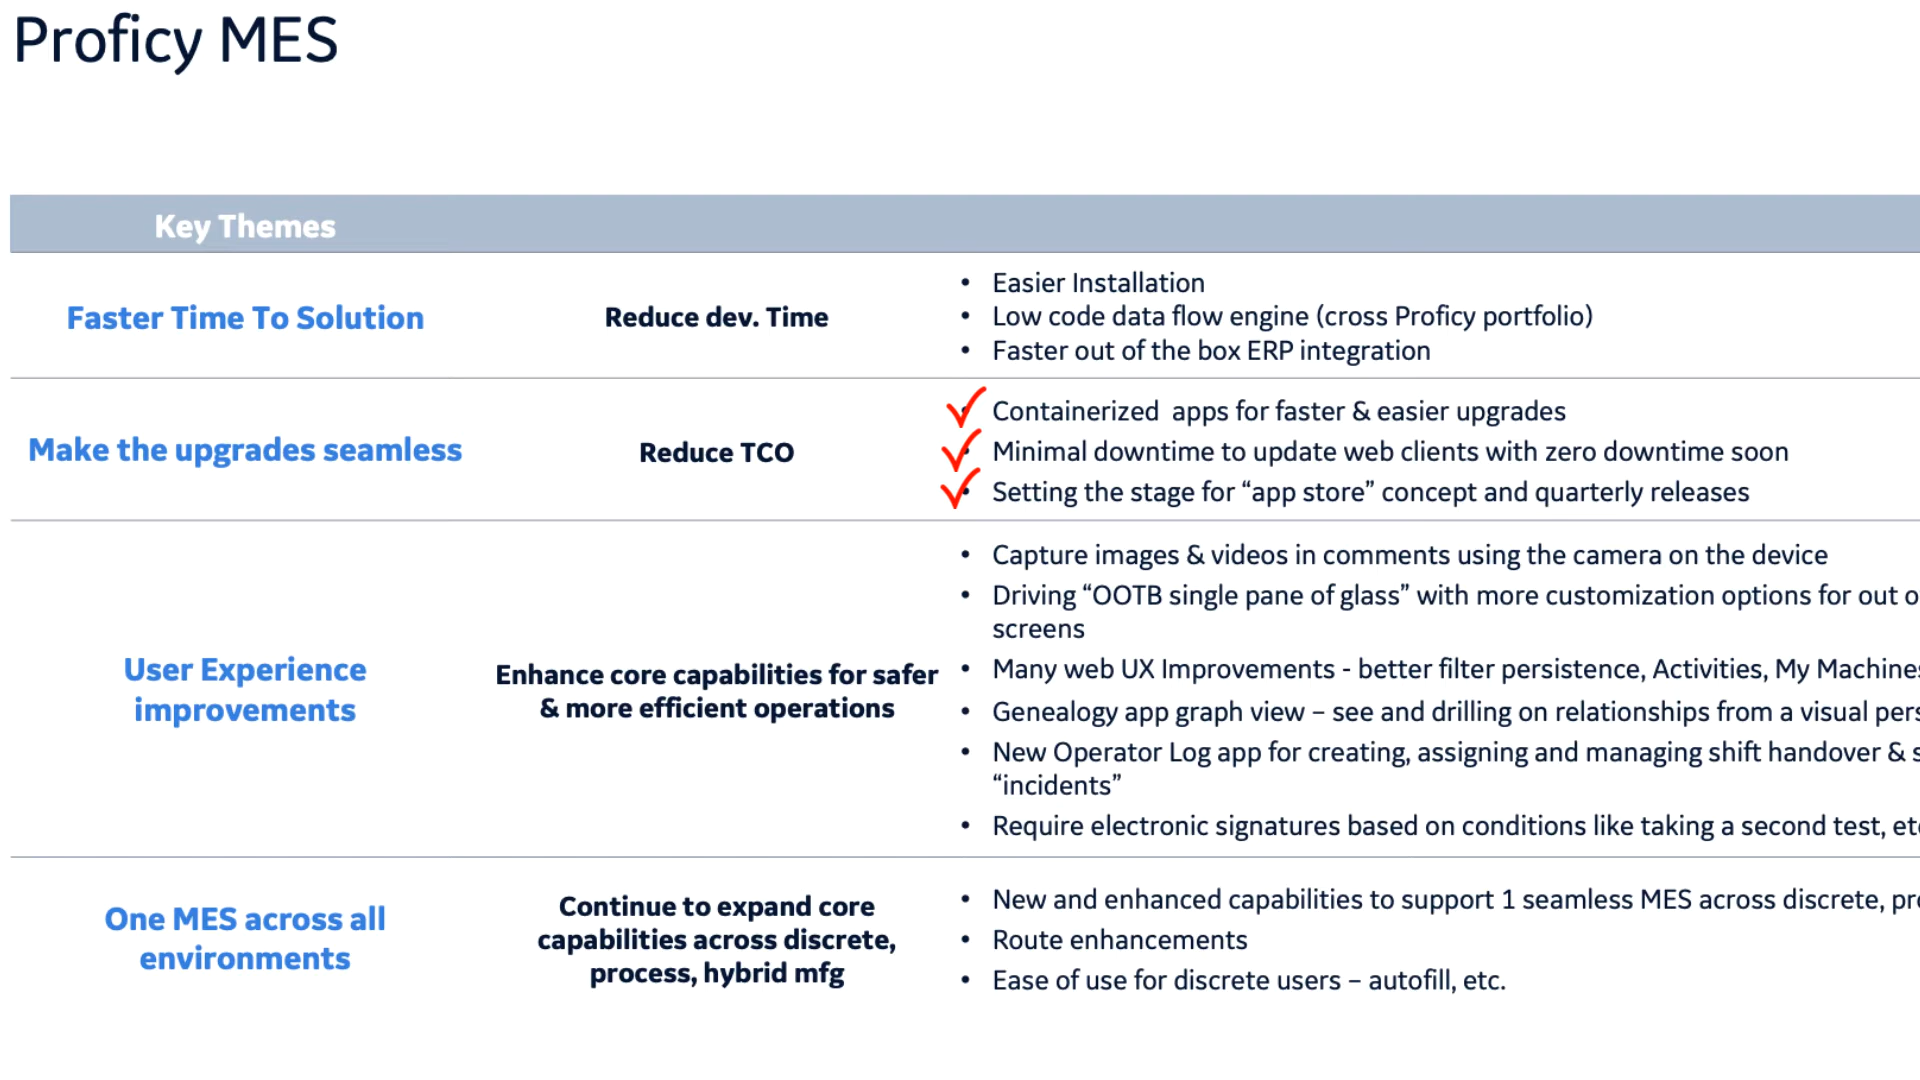 Proficy MES
Key Themes
Faster Time To Solution
Reduce dev. Time
• Easier Installation
• Low code data flow engine (cross Proficy portfolio)
• Faster out of the box ERP integration
Make the upgrades seamless
Reduce TCO
Containerized apps for faster & easier upgrades
Minimal downtime to update web clients with zero downtime soon
Setting the stage for “app store” concept and quarterly releases
User Experience
improvements
Enhance core capabilities for safer
& more efficient operations
• Capture images & videos in comments using the camera on the device
• Driving “OOTB single pane of glass” with more customization options for out
screens
• Many web UX Improvements - better filter persistence, Activities, My
• Genealogy app graph view – see and drilling on relationships from a visual
• New Operator Log app for creating, assigning and managing shift handover &
“incidents”
• Require electronic signatures based on conditions like taking a second test,
One MES across all
environments
Continue to expand core
capabilities across discrete,
process, hybrid mfg
• New and enhanced capabilities to support 1 seamless MES across discrete,
• Route enhancements
• Ease of use for discrete users – autofill, etc.